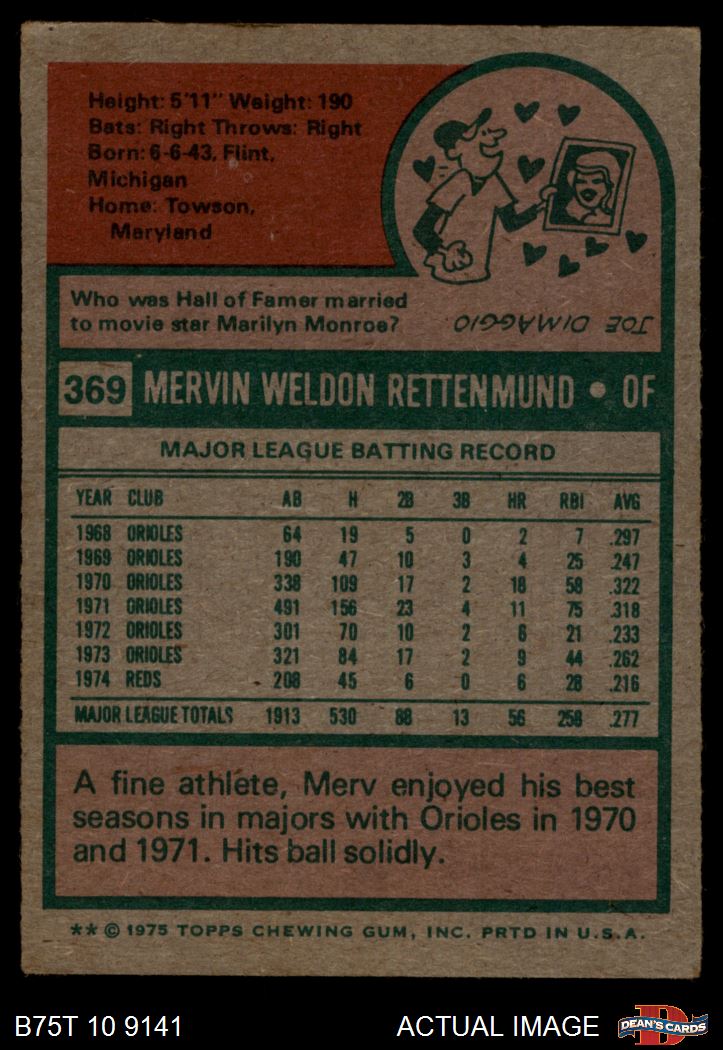 Height: 5'11" Weight: 190
Bats: Right Throws: Right
Born: 6-6-43, Flint,
Michigan
Home: Towson,
Maryland
Who was Hall of Famer married
to movie star Marilyn Monroe?
JOE DIMAGGIO
369 MERVIN WELDON RETTENMUND • OF
MAJOR LEAGUE BATTING RECORD
YEAR CLUB AB H 2B 3B HR RBI AVG
1968 ORIOLES 64 19 5 0 2 7 .297
1969 ORIOLES 190 47 10 3 4 25 .247
1970 ORIOLES 338 109 17 2 18 58 .322
1971 ORIOLES 491 156 23 4 11 75 .318
1972 ORIOLES 301 70 10 2 6 21 .233
1973 ORIOLES 321 84 17 2 9 44 .262
1974 REDS 208 45 6 0 6 28 .216
MAJOR LEAGUE TOTALS 1913 530 88 13 56 258 .277
A fine athlete, Merv enjoyed his best
seasons in majors with Orioles in 1970
and 1971. Hits ball solidly.
** © 1975 TOPPS CHEWING GUM, INC. PRTD IN U.S.A.
B75T 10 9141 ACTUAL IMAGE
DEAN'S CARDS